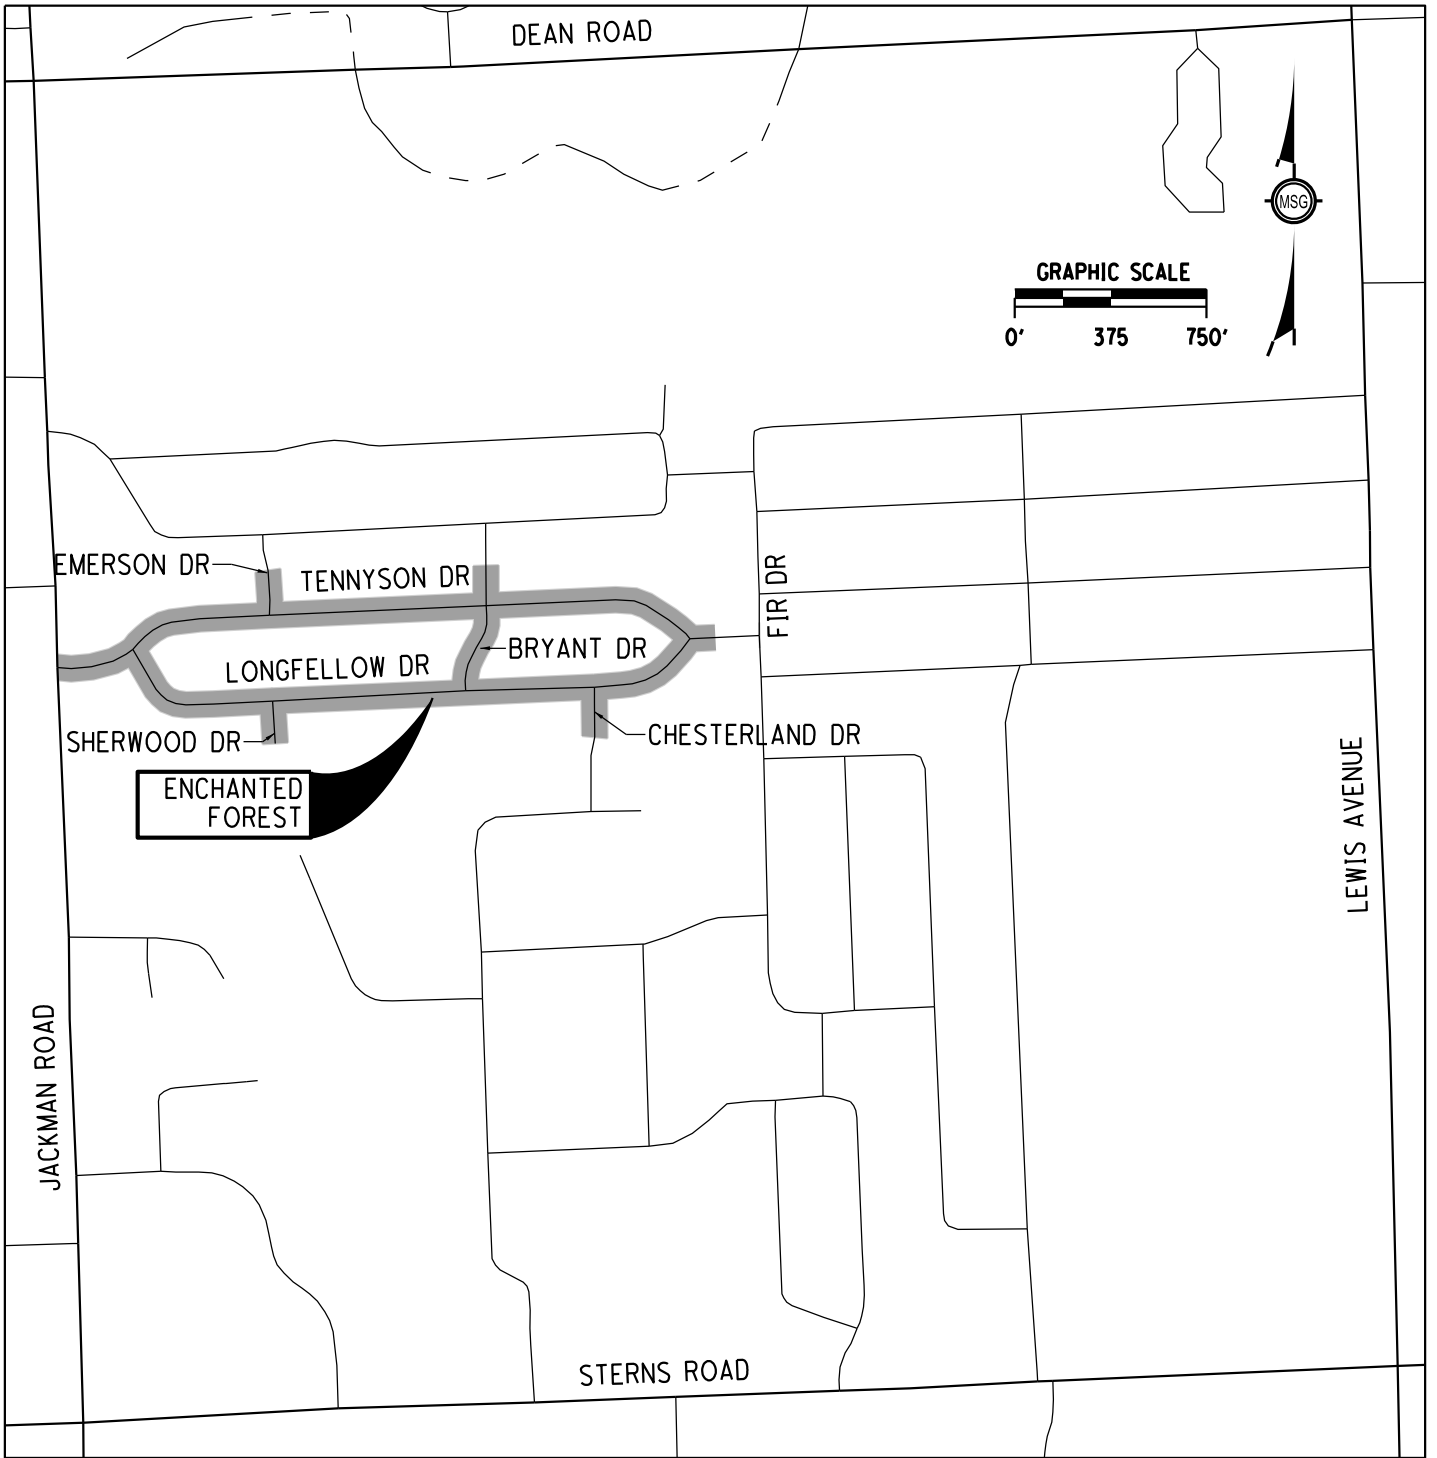 DEAN ROAD
MSG
GRAPHIC SCALE
0' 375 750'
EMERSON DR
TENNYSON DR
FIR DR
BRYANT DR
LONGFELLOW DR
SHERWOOD DR
CHESTERLAND DR
ENCHANTED
FOREST
LEWIS AVENUE
JACKMAN ROAD
STERNS ROAD